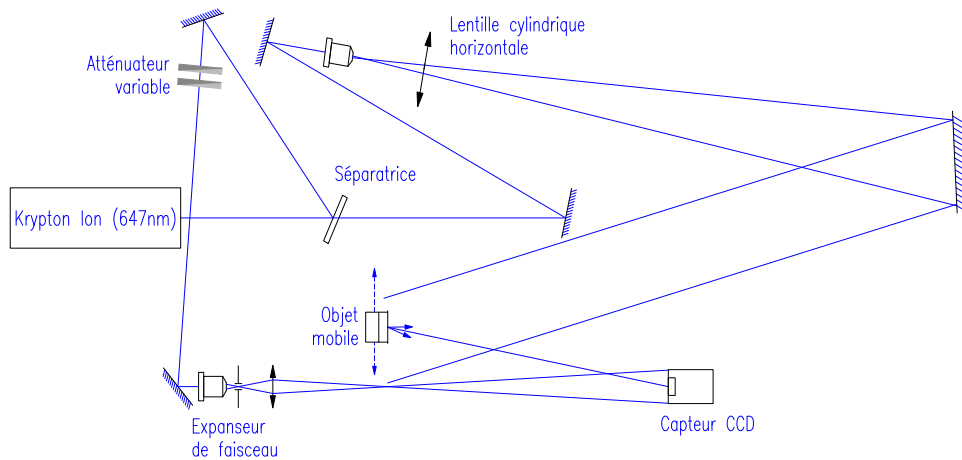 Lentille cylindrique
horizontale
Atténuateur
variable
Séparatrice
Krypton Ion (647nm)
Objet
mobile
Expanseur
de faisceau
Capteur CCD